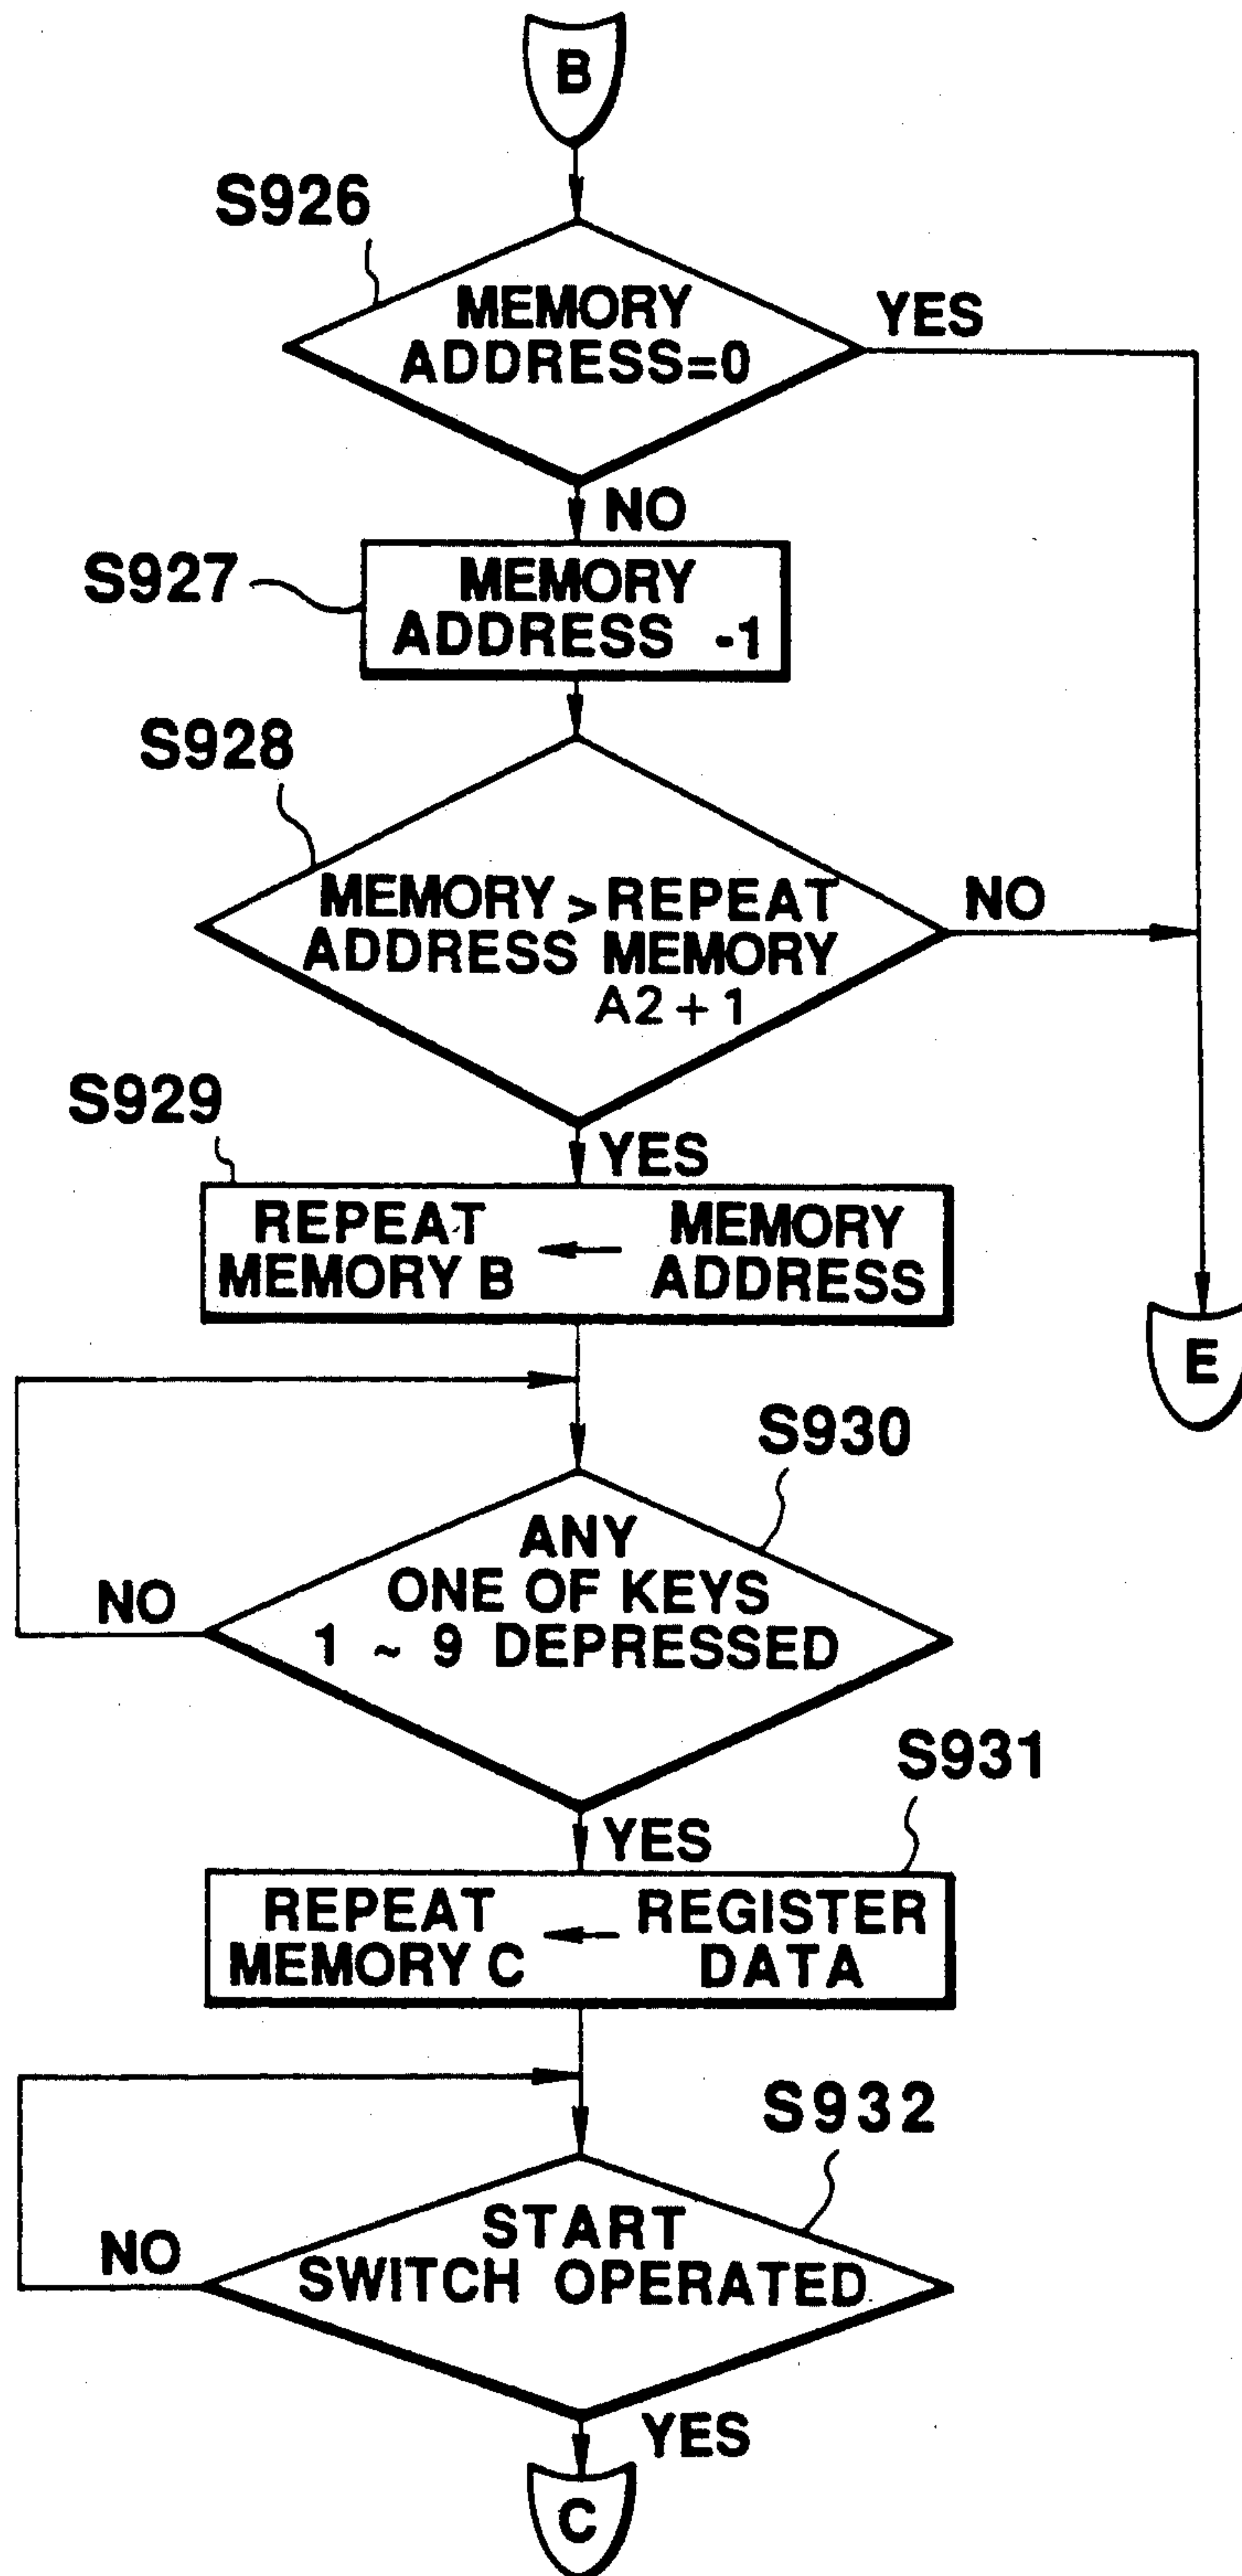 B
S926
MEMORY
ADDRESS=0
YES
NO
S927
MEMORY
ADDRESS -1
S928
MEMORY > REPEAT
ADDRESS MEMORY
A2+1
NO
S929
YES
REPEAT ← MEMORY
MEMORY B ADDRESS
E
S930
ANY
ONE OF KEYS
1 ~ 9 DEPRESSED
NO
S931
YES
REPEAT ← REGISTER
MEMORY C DATA
S932
START
SWITCH OPERATED
NO
YES
C